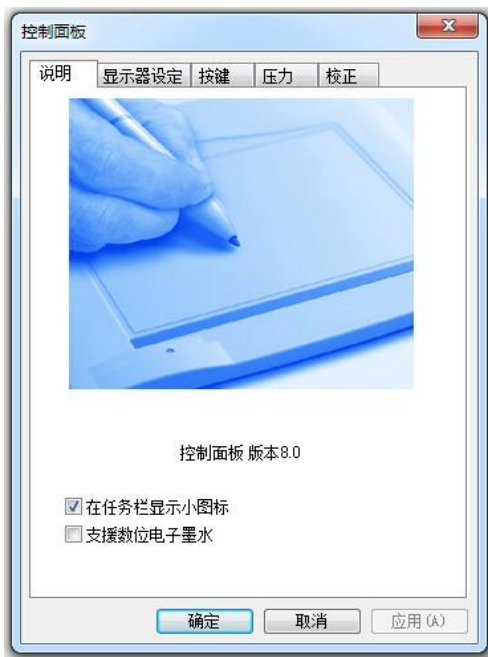 控制面板
说明 显示器设定 按键 压力 校正
控制面板 版本8.0
在任务栏显示小图标
支援数位电子墨水
确定 取消 应用(A)